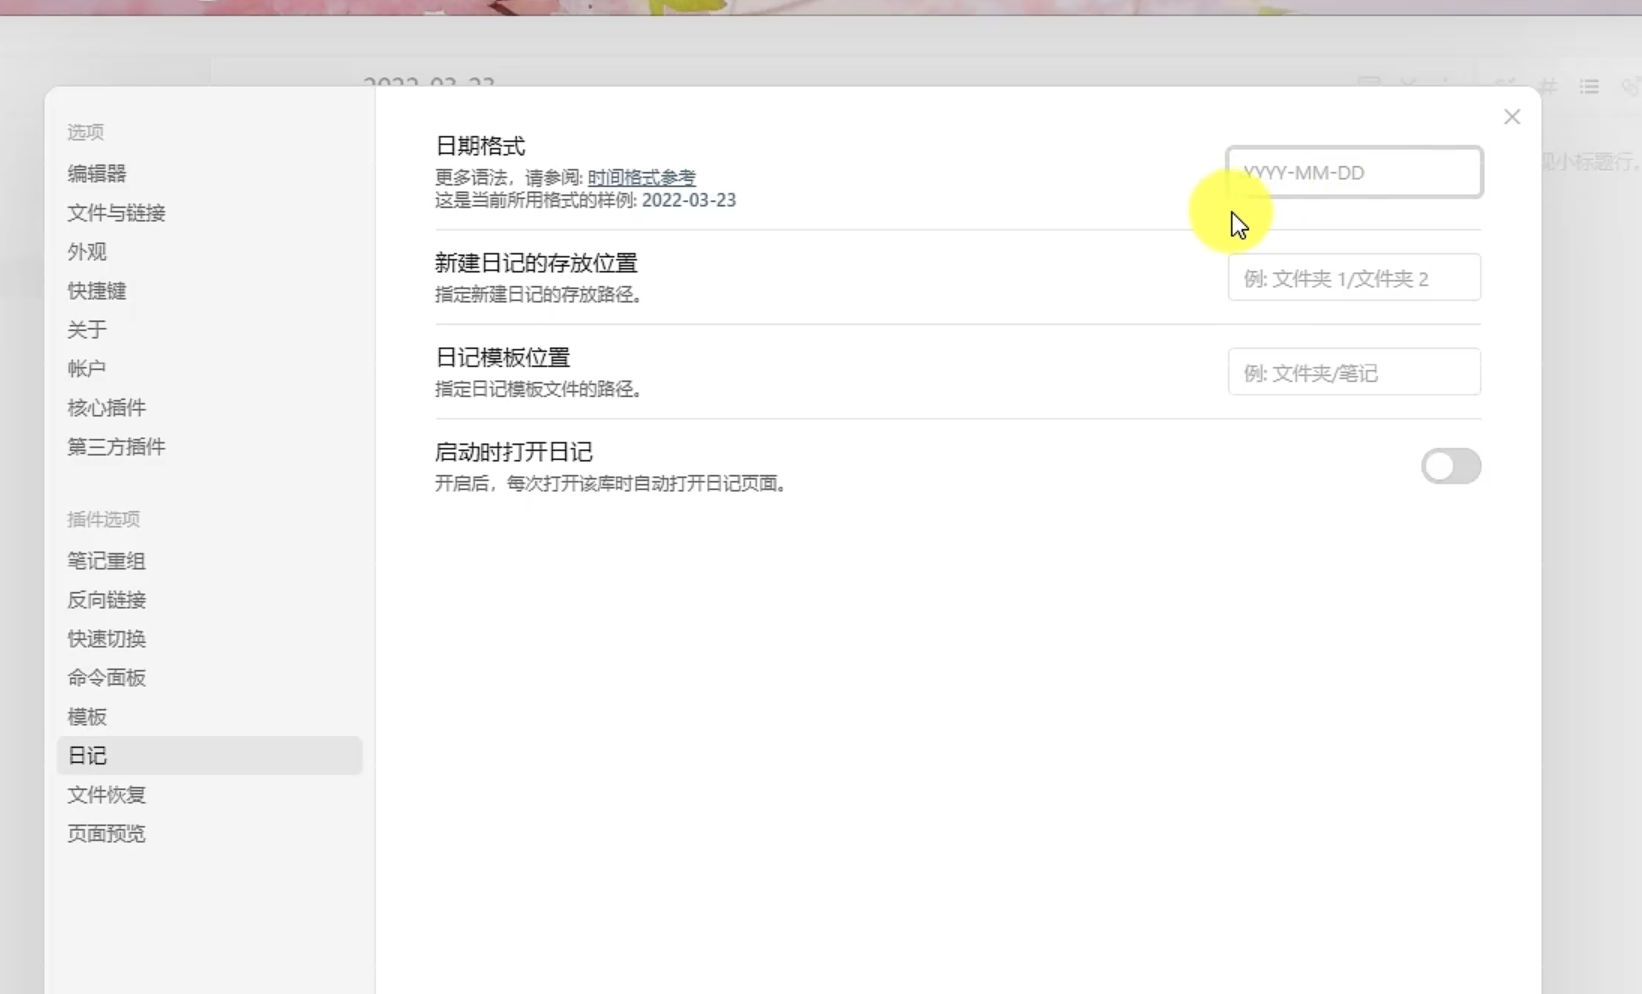 2022-03-23
选项
编辑器
文件与链接
外观
快捷键
关于
帐户
核心插件
第三方插件
插件选项
笔记重组
反向链接
快速切换
命令面板
模板
日记
文件恢复
页面预览
日期格式
更多语法，请参阅: 时间格式参考
这是当前所用格式的样例: 2022-03-23
YYYY-MM-DD
新建日记的存放位置
指定新建日记的存放路径。
例: 文件夹 1/文件夹 2
日记模板位置
指定日记模板文件的路径。
例: 文件夹/笔记
启动时打开日记
开启后，每次打开该库时自动打开日记页面。
小标题行。